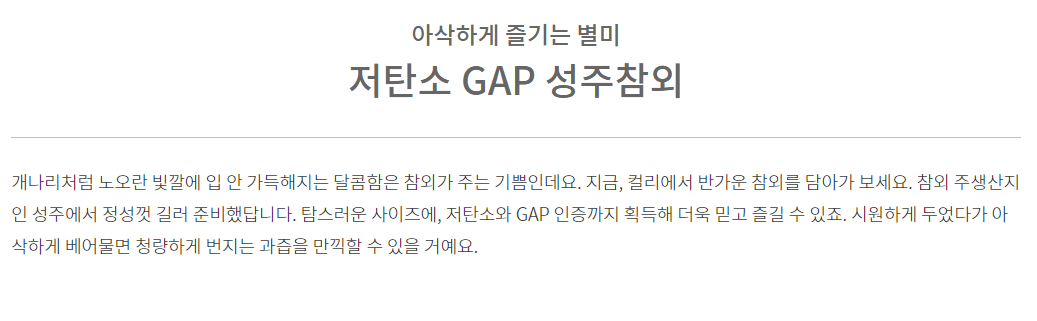 아삭하게 즐기는 별미
저탄소 GAP 성주참외
개나리처럼 노오란 빛깔에 입 안 가득해지는 달콤함은 참외가 주는 기쁨인데요. 지금, 컬리에서 반가운 참외를 담아가 보세요. 참외 주생산지
인 성주에서 정성껏 길러 준비했답니다. 탐스러운 사이즈에, 저탄소와 GAP 인증까지 획득해 더욱 믿고 즐길 수 있죠. 시원하게 두었다가 아
삭하게 베어물면 청량하게 번지는 과즙을 만끽할 수 있을 거예요.